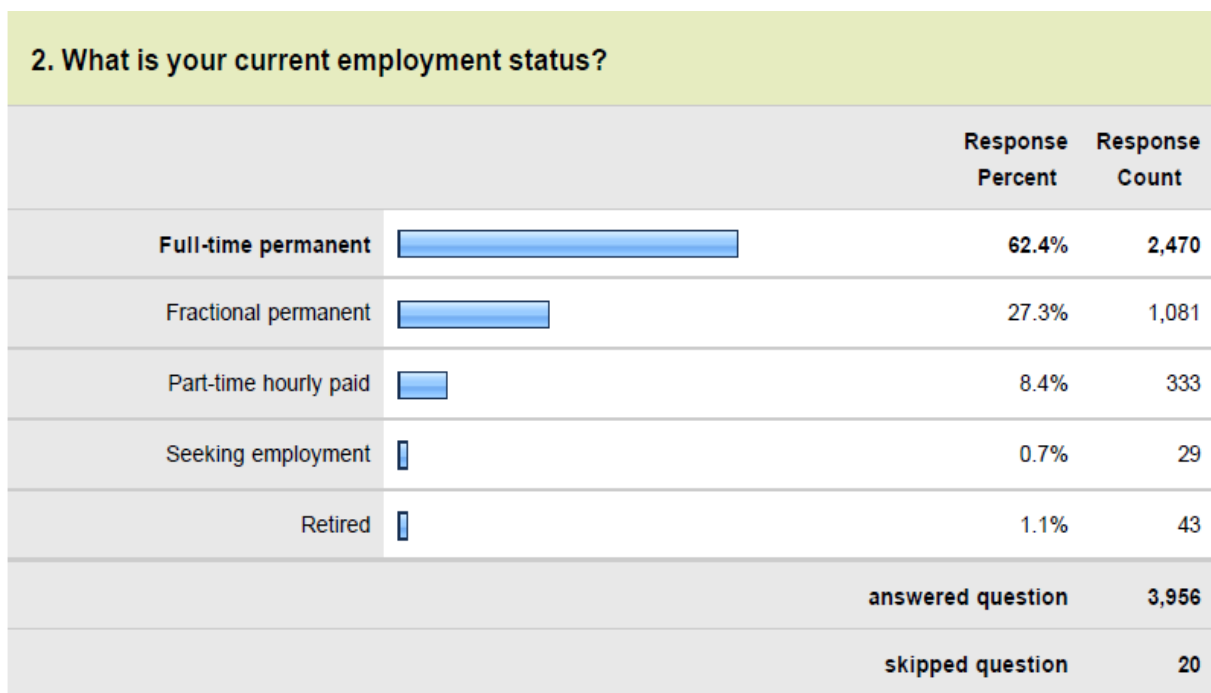 2. What is your current employment status?
Response Response
Percent Count
Full-time permanent 62.4% 2,470
Fractional permanent 27.3% 1,081
Part-time hourly paid 8.4% 333
Seeking employment 0.7% 29
Retired 1.1% 43
answered question 3,956
skipped question 20